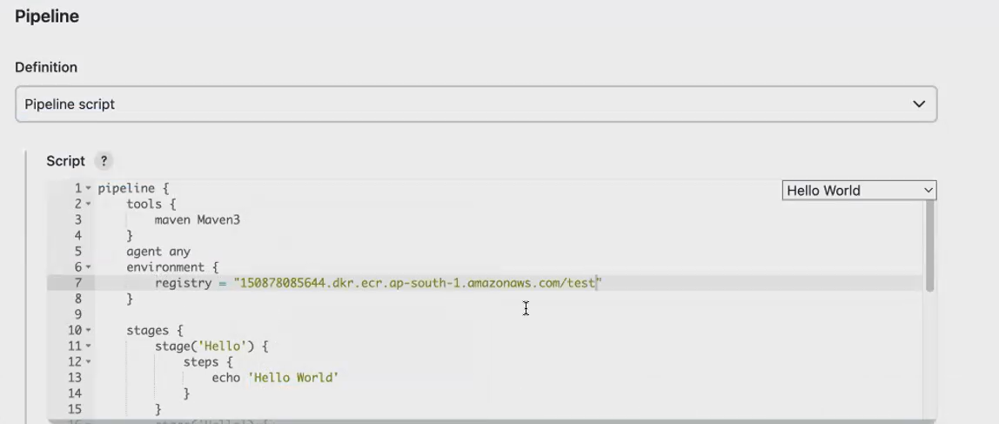 Pipeline
Definition
Pipeline script
Script ?
Hello World
1 pipeline {
2 tools {
3 maven Maven3
4 }
5 agent any
6 environment {
7 registry = "150878085644.dkr.ecr.ap-south-1.amazonaws.com/test"
8 }
9
10 stages {
11 stage('Hello') {
12 steps {
13 echo 'Hello World'
14 }
15 }